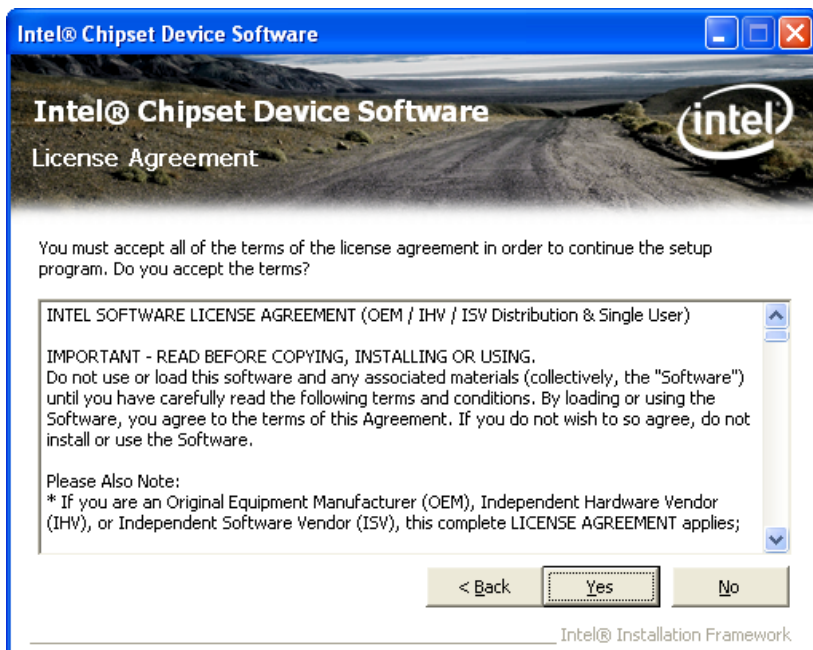 Intel® Chipset Device Software
Intel® Chipset Device Software
intel
License Agreement
You must accept all of the terms of the license agreement in order to continue the setup
program. Do you accept the terms?
INTEL SOFTWARE LICENSE AGREEMENT (OEM / IHV / ISV Distribution & Single User)
IMPORTANT - READ BEFORE COPYING, INSTALLING OR USING.
Do not use or load this software and any associated materials (collectively, the "Software")
until you have carefully read the following terms and conditions. By loading or using the
Software, you agree to the terms of this Agreement. If you do not wish to so agree, do not
install or use the Software.
Please Also Note:
* If you are an Original Equipment Manufacturer (OEM), Independent Hardware Vendor
(IHV), or Independent Software Vendor (ISV), this complete LICENSE AGREEMENT applies;
< Back Yes No
Intel® Installation Framework